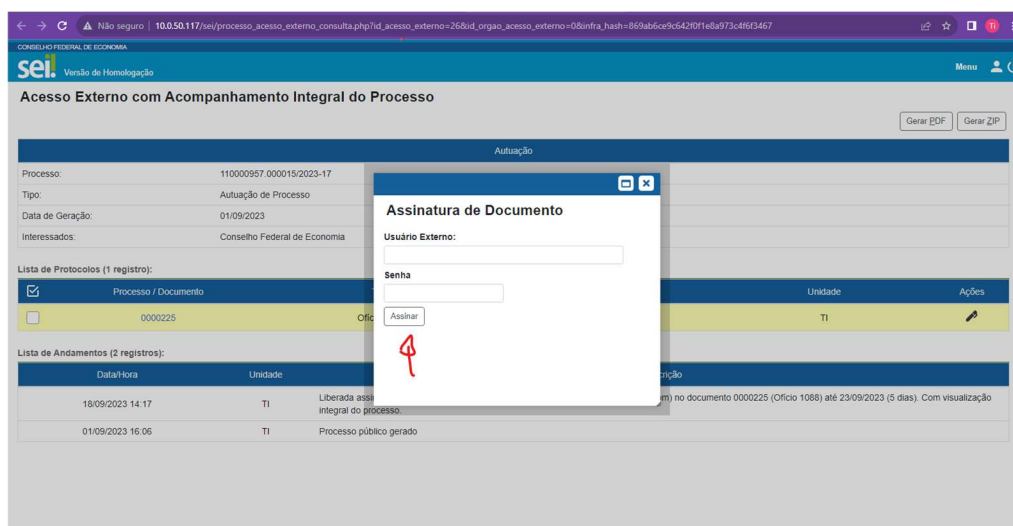 Não seguro | 10.0.50.117/sei/processo_acesso_externo_consulta.php?id_acesso_externo=26&id_orgao_acesso_externo=0&infra_hash=869ab6ce9c642f0f1e8a973c4f6f3467
Ti
CONSELHO FEDERAL DE ECONOMIA
sei! Versão de Homologação
Menu
Acesso Externo com Acompanhamento Integral do Processo
Gerar PDF Gerar ZIP
Autuação
Processo: 110000957.000015/2023-17
Tipo: Autuação de Processo
Data de Geração: 01/09/2023
Interessados: Conselho Federal de Economia
Assinatura de Documento
Usuário Externo:
Senha
Assinar
Lista de Protocolos (1 registro):
Processo / Documento Unidade Ações
0000225 TI
Lista de Andamentos (2 registros):
Data/Hora Unidade
18/09/2023 14:17 TI Liberada no documento 0000225 (Ofício 1088) até 23/09/2023 (5 dias). Com visualização
integral do processo.
01/09/2023 16:06 TI Processo público gerado